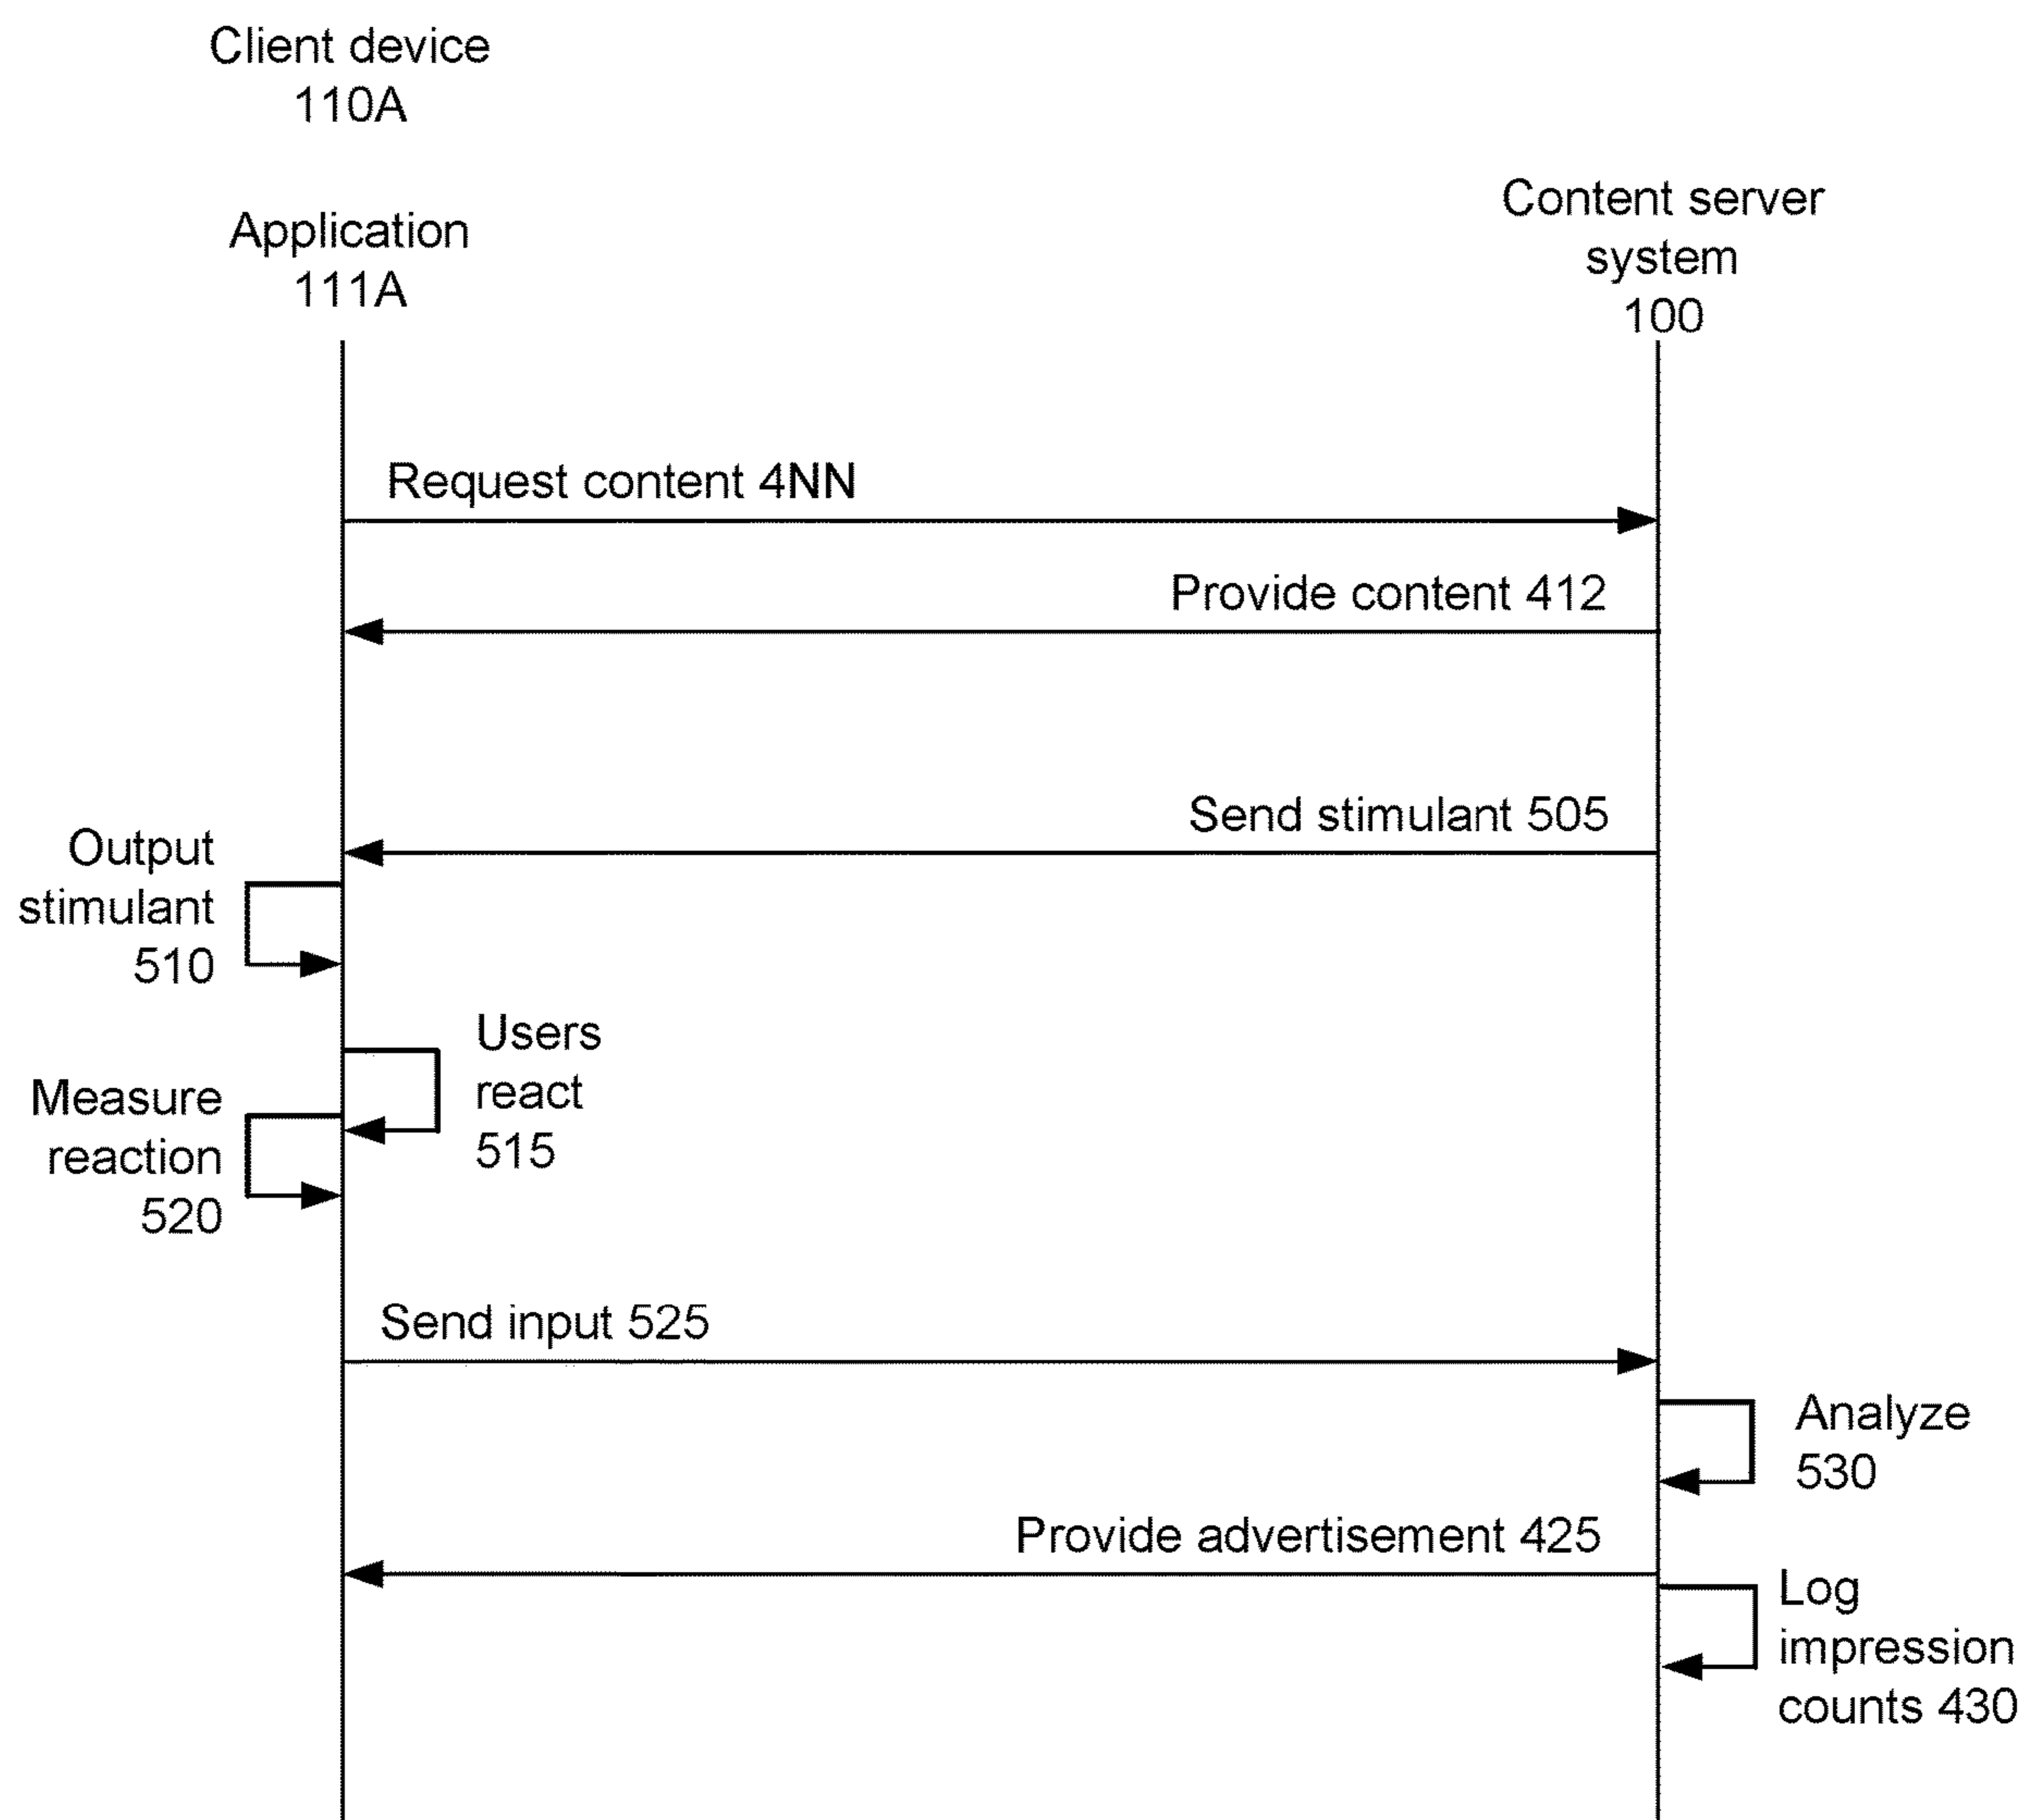 Client device
110A
Application
111A
Content server
system
100
Request content 4NN
Provide content 412
Send stimulant 505
Output
stimulant
510
Users
react
515
Measure
reaction
520
Send input 525
Analyze
530
Provide advertisement 425
Log
impression
counts 430